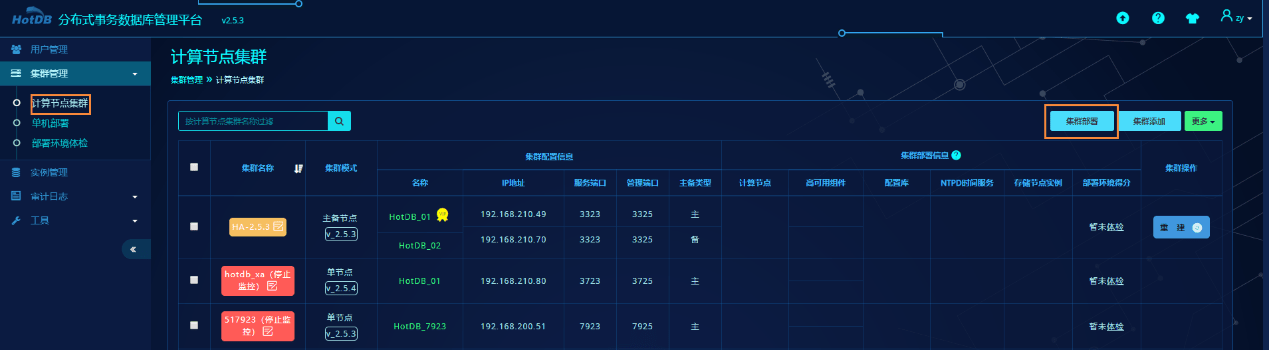 HotDB 分布式事务数据库管理平台 v2.5.3 zy
用户管理
集群管理
计算节点集群
单机部署
部署环境体检
实例管理
审计日志
工具
计算节点集群
集群管理 » 计算节点集群
按计算节点集群名称过滤 集群部署 集群添加 更多
集群名称 集群模式 集群配置信息 集群部署信息 集群操作
名称 IP地址 服务端口 管理端口 主备类型 计算节点 高可用组件 配置库 NTPD时间服务 存储节点实例 部署环境得分
HA-2.5.3 主备节点 v_2.5.3 HotDB_01 192.168.210.49 3323 3325 主 暂未体检 重 建
HotDB_02 192.168.210.70 3323 3325 备
hotdb_xa（停止监控） 单节点 v_2.5.4 HotDB_01 192.168.210.80 3723 3725 主 暂未体检
517923（停止监控） 单节点 v_2.5.3 HotDB_7923 192.168.200.51 7923 7925 主 暂未体检